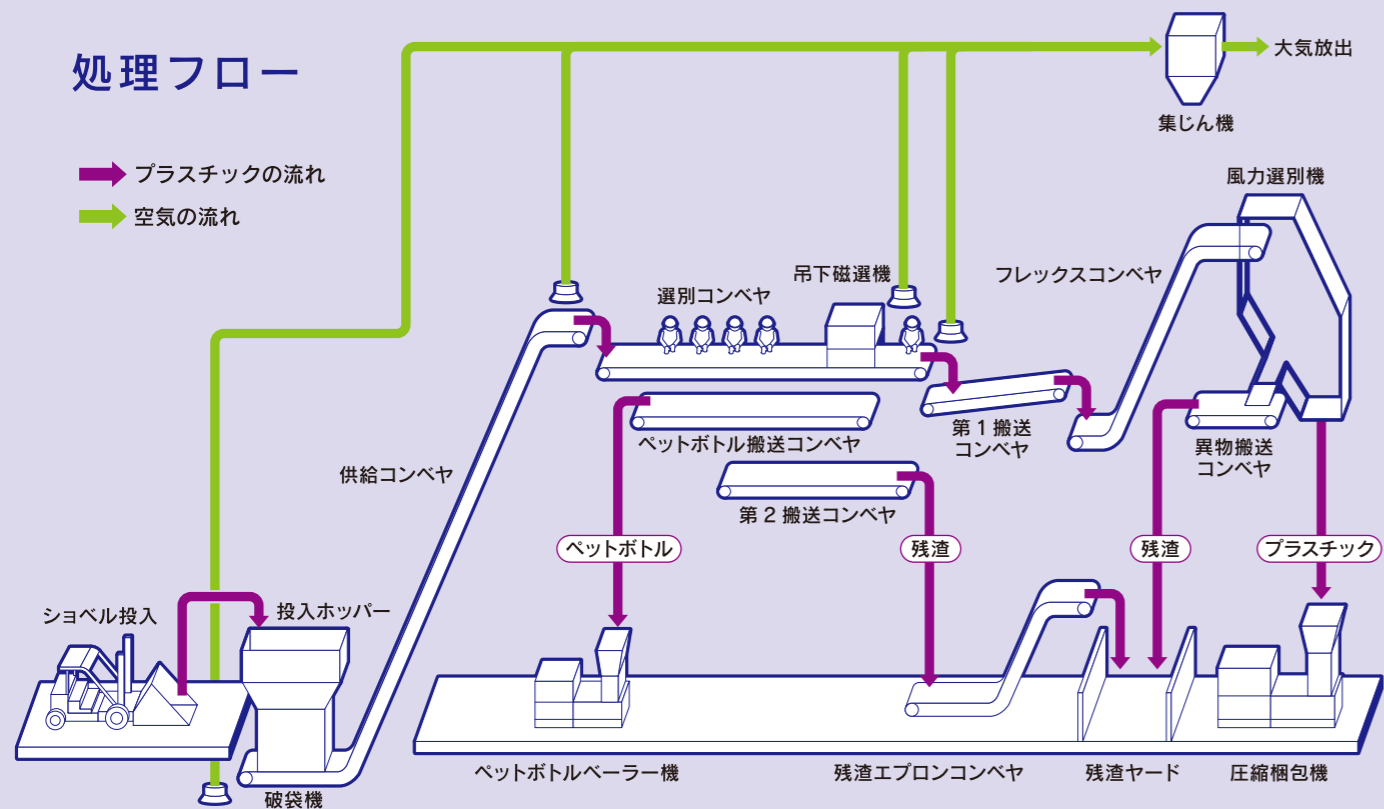 処理フロー
プラスチックの流れ
空気の流れ
大気放出
集じん機
風力選別機
吊下磁選機
フレックスコンベヤ
選別コンベヤ
ペットボトル搬送コンベヤ
第1搬送
コンベヤ
異物搬送
コンベヤ
供給コンベヤ
第2搬送コンベヤ
ペットボトル
残渣
残渣
プラスチック
ショベル投入
投入ホッパー
ペットボトルベーラー機
残渣エプロンコンベヤ
残渣ヤード
圧縮梱包機
破袋機